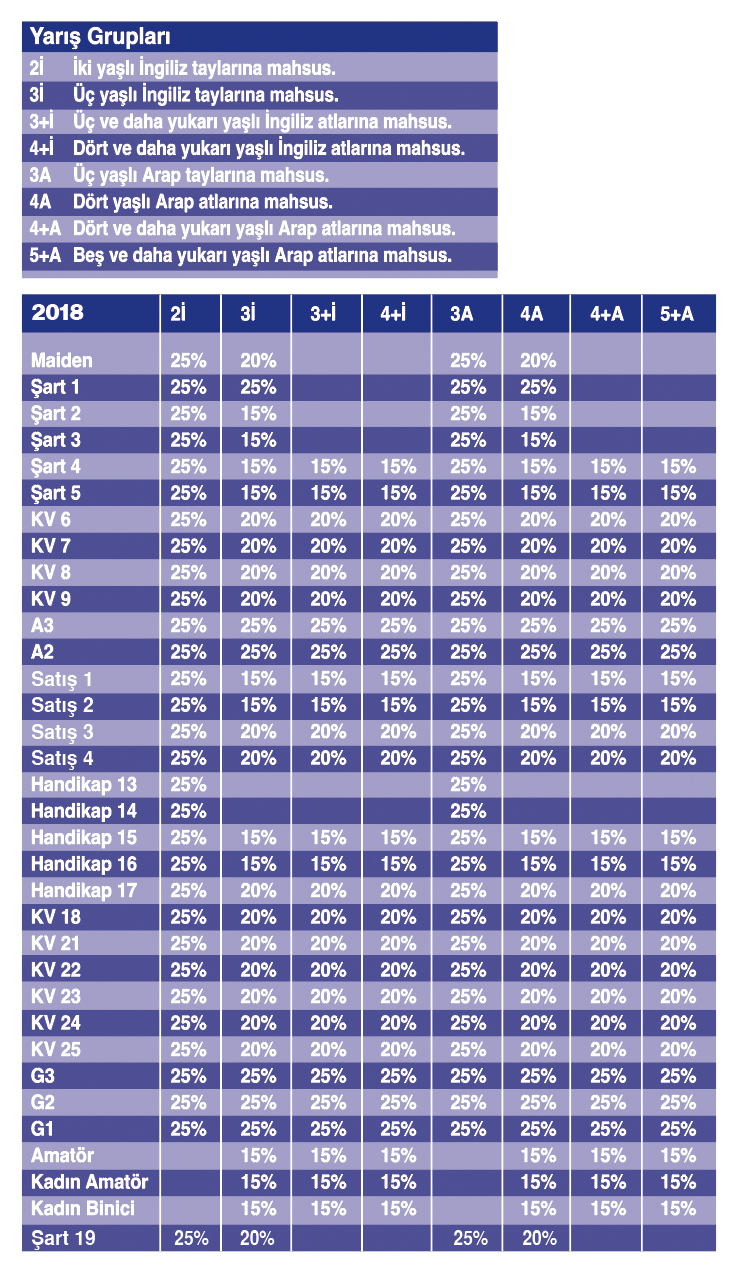 Yarış Grupları
2İ İki yaşlı İngiliz taylarına mahsus.
3İ Üç yaşlı İngiliz taylarına mahsus.
3+İ Üç ve daha yukarı yaşlı İngiliz atlarına mahsus.
4+İ Dört ve daha yukarı yaşlı İngiliz atlarına mahsus.
3A Üç yaşlı Arap taylarına mahsus.
4A Dört yaşlı Arap atlarına mahsus.
4+A Dört ve daha yukarı yaşlı Arap atlarına mahsus.
5+A Beş ve daha yukarı yaşlı Arap atlarına mahsus.
2018 2İ 3İ 3+İ 4+İ 3A 4A 4+A 5+A
Maiden 25% 20% 25% 20%
Şart 1 25% 25% 25% 25%
Şart 2 25% 15% 25% 15%
Şart 3 25% 15% 25% 15%
Şart 4 25% 15% 15% 15% 25% 15% 15% 15%
Şart 5 25% 15% 15% 15% 25% 15% 15% 15%
KV 6 25% 20% 20% 20% 25% 20% 20% 20%
KV 7 25% 20% 20% 20% 25% 20% 20% 20%
KV 8 25% 20% 20% 20% 25% 20% 20% 20%
KV 9 25% 20% 20% 20% 25% 20% 20% 20%
A3 25% 25% 25% 25% 25% 25% 25% 25%
A2 25% 25% 25% 25% 25% 25% 25% 25%
Satış 1 25% 15% 15% 15% 25% 15% 15% 15%
Satış 2 25% 15% 15% 15% 25% 15% 15% 15%
Satış 3 25% 20% 20% 20% 25% 20% 20% 20%
Satış 4 25% 20% 20% 20% 25% 20% 20% 20%
Handikap 13 25% 25%
Handikap 14 25% 25%
Handikap 15 25% 15% 15% 15% 25% 15% 15% 15%
Handikap 16 25% 15% 15% 15% 25% 15% 15% 15%
Handikap 17 25% 20% 20% 20% 25% 20% 20% 20%
KV 18 25% 20% 20% 20% 25% 20% 20% 20%
KV 21 25% 20% 20% 20% 25% 20% 20% 20%
KV 22 25% 20% 20% 20% 25% 20% 20% 20%
KV 23 25% 20% 20% 20% 25% 20% 20% 20%
KV 24 25% 20% 20% 20% 25% 20% 20% 20%
KV 25 25% 20% 20% 20% 25% 20% 20% 20%
G3 25% 25% 25% 25% 25% 25% 25% 25%
G2 25% 25% 25% 25% 25% 25% 25% 25%
G1 25% 25% 25% 25% 25% 25% 25% 25%
Amatör 15% 15% 15% 15% 15% 15%
Kadın Amatör 15% 15% 15% 15% 15% 15%
Kadın Binici 15% 15% 15% 15% 15% 15%
Şart 19 25% 20% 25% 20%